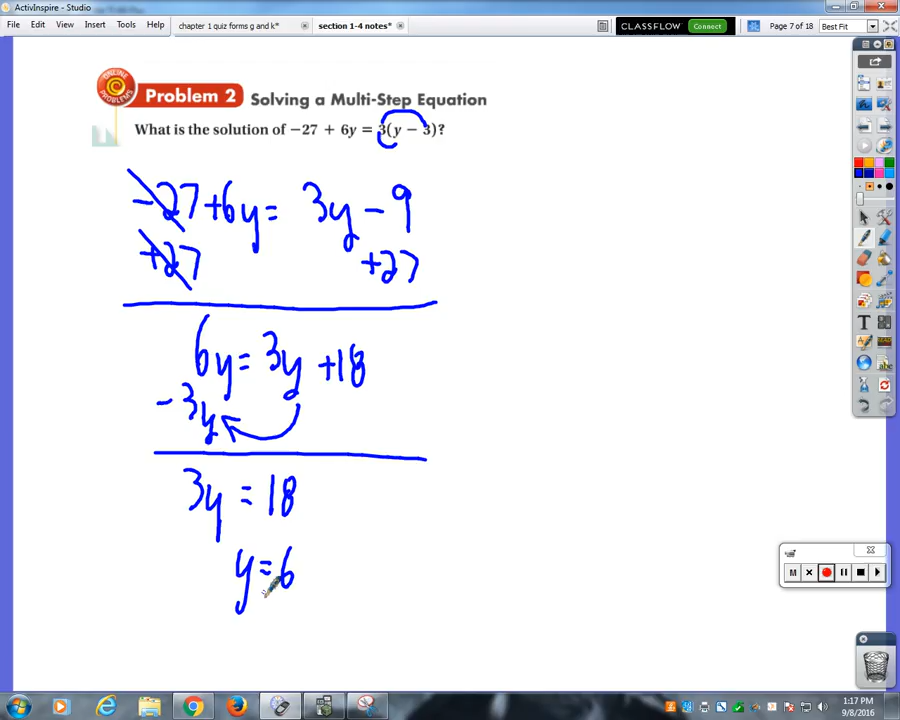 ActivInspire - Studio
File Edit View Insert Tools Help
chapter 1 quiz forms g and k*
section 1-4 notes*
CLASSFLOW Connect
Page 7 of 18
Best Fit
ONLINE PROBLEMS
Problem 2 Solving a Multi-Step Equation
What is the solution of −27 + 6y = 3(y − 3)?
-27+6y= 3y-9
+27 +27
6y= 3y +18
-3y
3y = 18
y=6
M
1:17 PM
9/8/2016